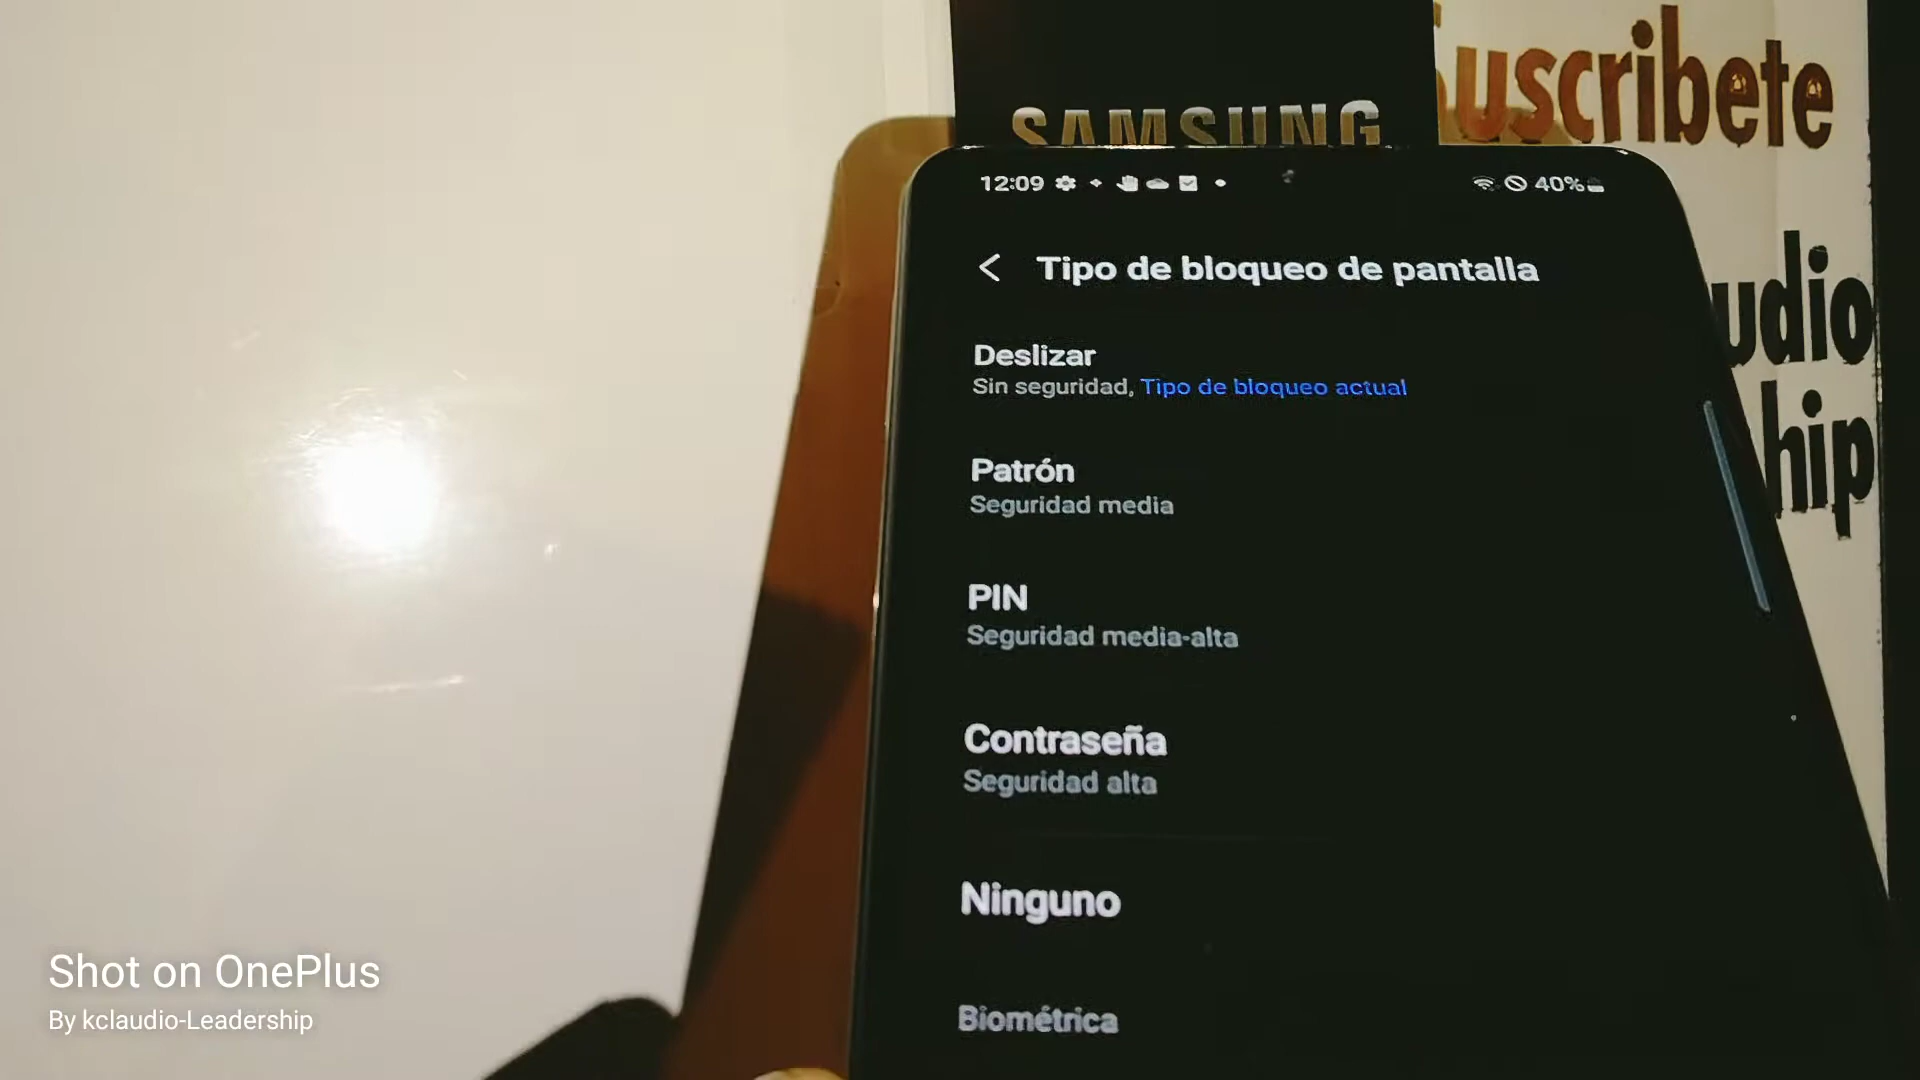 Suscribete
SAMSUNG
12:09
40%
Tipo de bloqueo de pantalla
Deslizar
Sin seguridad, Tipo de bloqueo actual
udio
Patrón
Seguridad media
hip
PIN
Seguridad media-alta
Contraseña
Seguridad alta
Ninguno
Biométrica
Shot on OnePlus
By kclaudio-Leadership